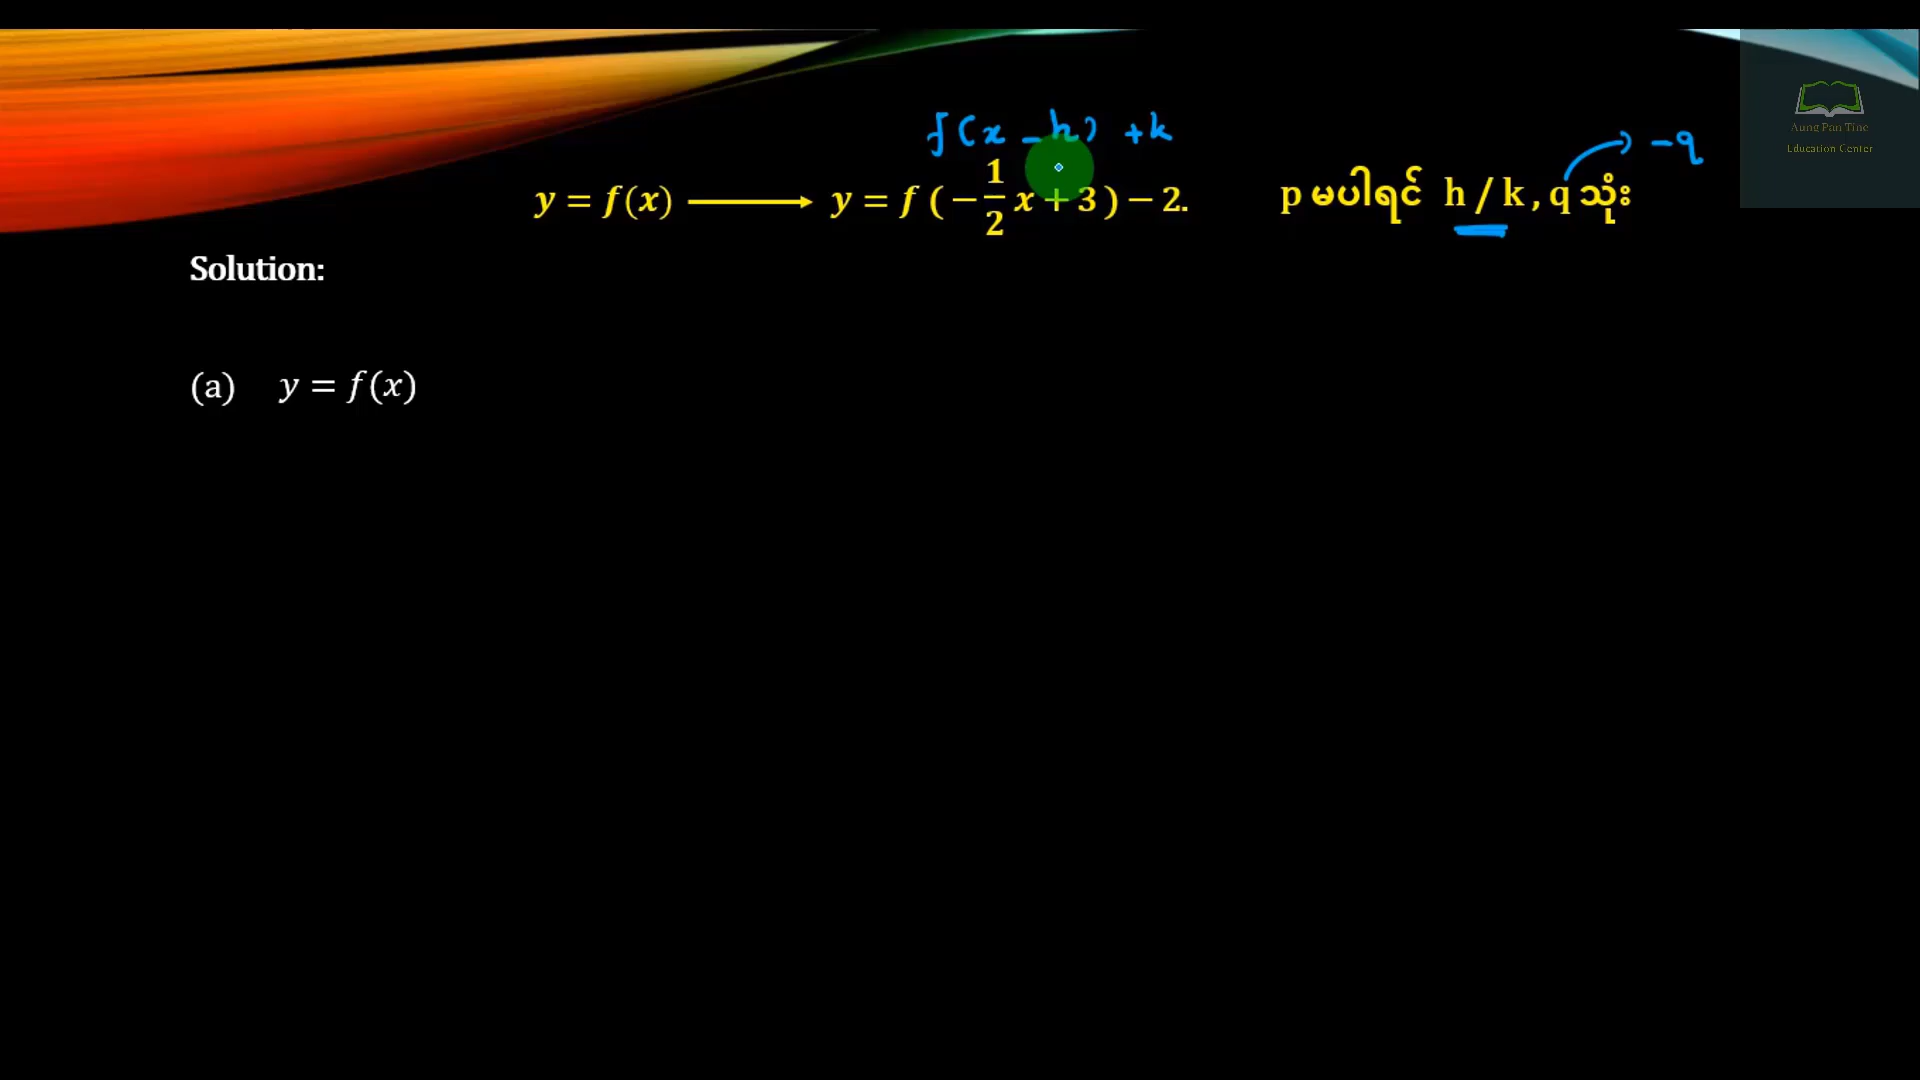 f(x - h) + k
y = f(x) ⟶ y = f (−1/2 x + 3) − 2.
p မပါရင် h / k , q သုံး
→ -q
Aung Pan Tine
Education Center
Solution:
(a) y = f(x)